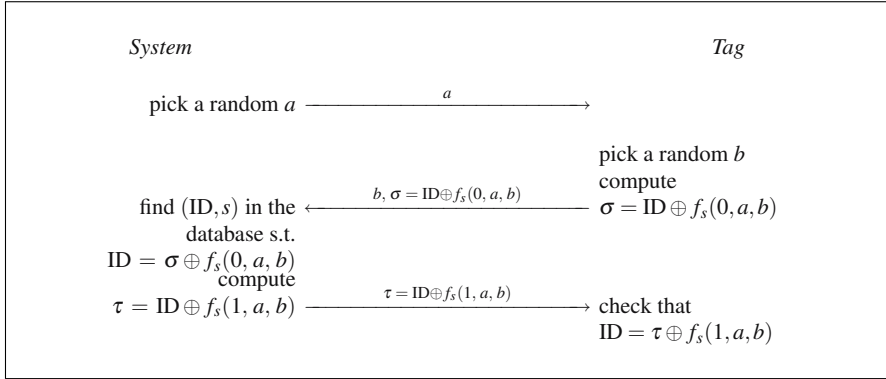 System Tag
pick a random a a
pick a random b
compute
b, σ = ID⊕f_s(0,a,b) σ = ID ⊕ f_s(0,a,b)
find (ID,s) in the
database s.t.
ID = σ ⊕ f_s(0, a, b)
compute
τ = ID ⊕ f_s(1, a, b) τ = ID⊕f_s(1, a, b) check that
ID = τ ⊕ f_s(1,a,b)